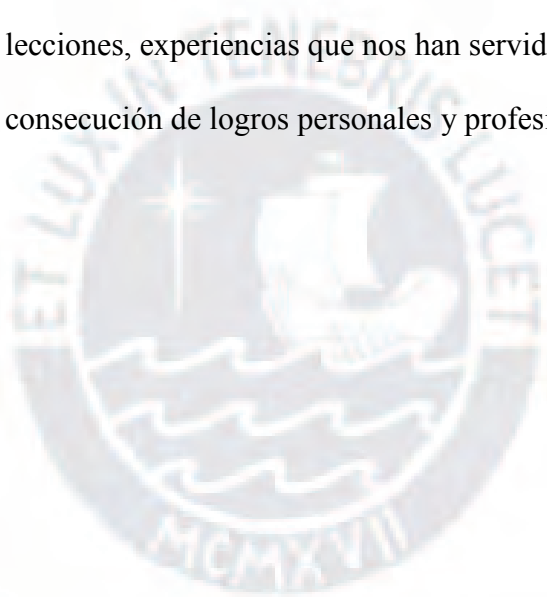 lecciones, experiencias que nos han servid
consecución de logros personales y profes
ET LUX IN TENEBRIS LUCET
MCMXVII